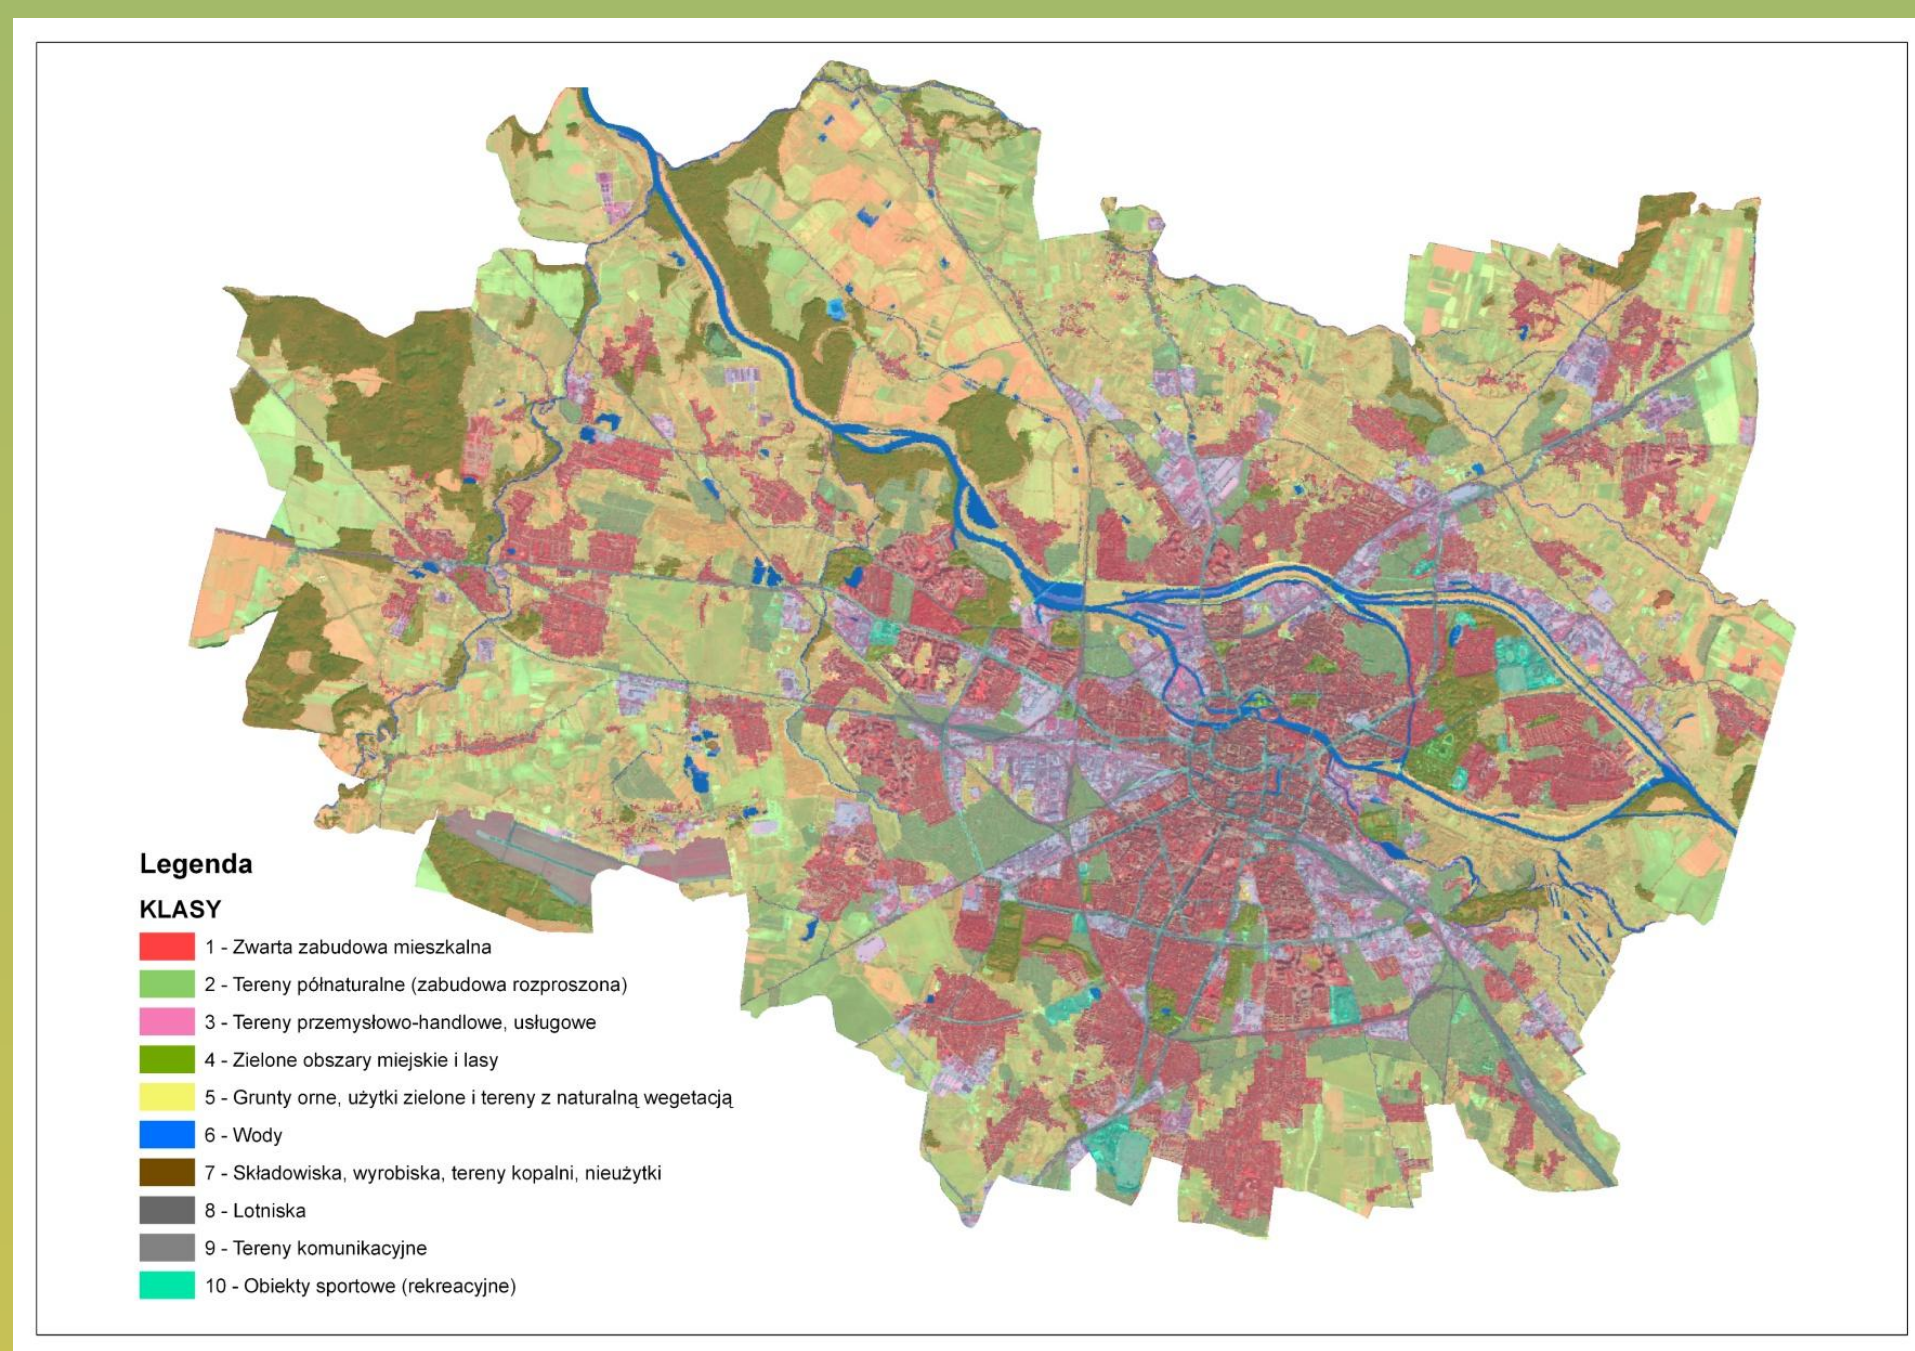 Legenda
KLASY
1 - Zwarta zabudowa mieszkalna
2 - Tereny półnaturalne (zabudowa rozproszona)
3 - Tereny przemysłowo-handlowe, usługowe
4 - Zielone obszary miejskie i lasy
5 - Grunty orne, użytki zielone i tereny z naturalną wegetacją
6 - Wody
7 - Składowiska, wyrobiska, tereny kopalni, nieużytki
8 - Lotniska
9 - Tereny komunikacyjne
10 - Obiekty sportowe (rekreacyjne)